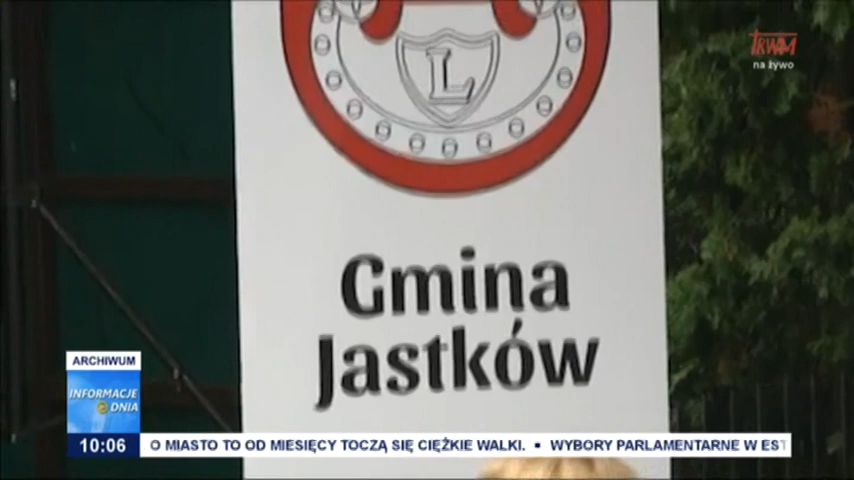 TRWAM
na żywo
L
Gmina
Jastków
ARCHIWUM
INFORMACJE
DNIA
10:06
O MIASTO TO OD MIESIĘCY TOCZĄ SIĘ CIĘŻKIE WALKI. ▪ WYBORY PARLAMENTARNE W EST